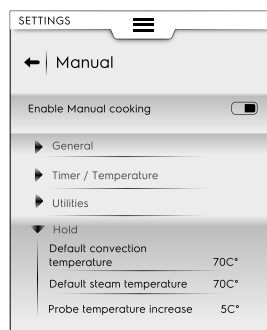 SETTINGS
Manual
Enable Manual cooking
General
Timer / Temperature
Utilities
Hold
Default convection
temperature 70C°
Default steam temperature 70C°
Probe temperature increase 5C°